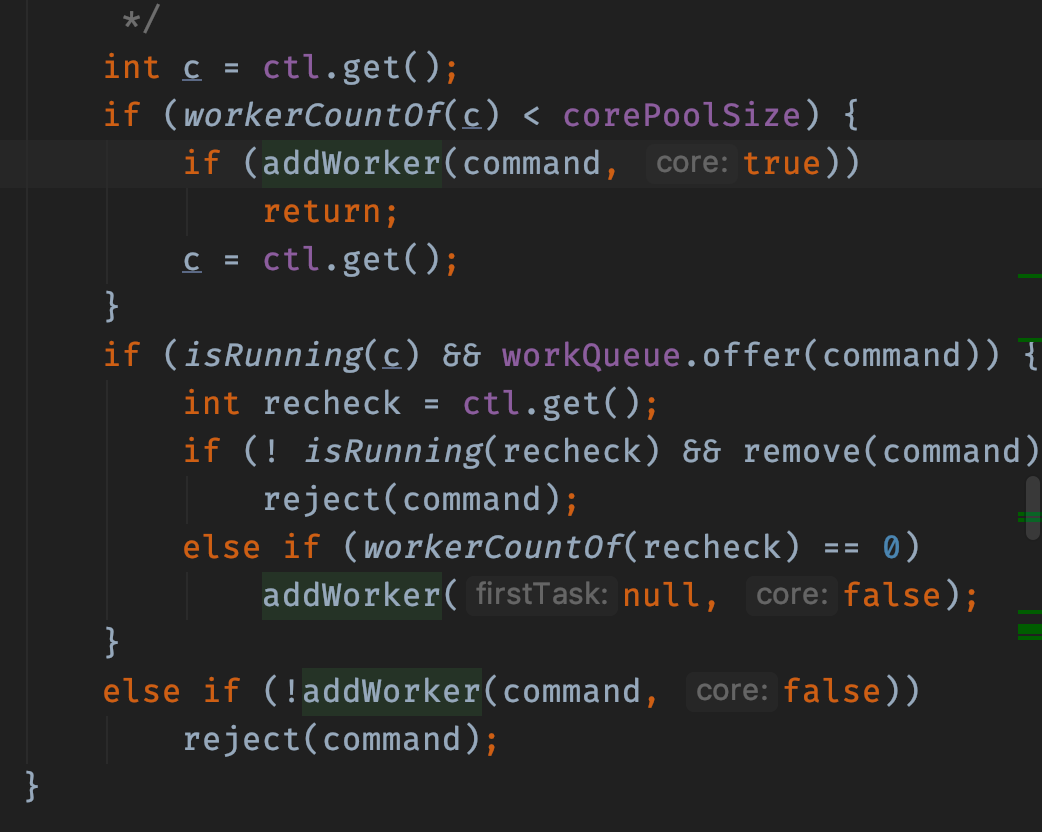 */
int c = ctl.get();
if (workerCountOf(c) < corePoolSize) {
if (addWorker(command, core: true))
return;
c = ctl.get();
}
if (isRunning(c) && workQueue.offer(command)) {
int recheck = ctl.get();
if (! isRunning(recheck) && remove(command)
reject(command);
else if (workerCountOf(recheck) == 0)
addWorker( firstTask: null, core: false);
}
else if (!addWorker(command, core: false))
reject(command);
}